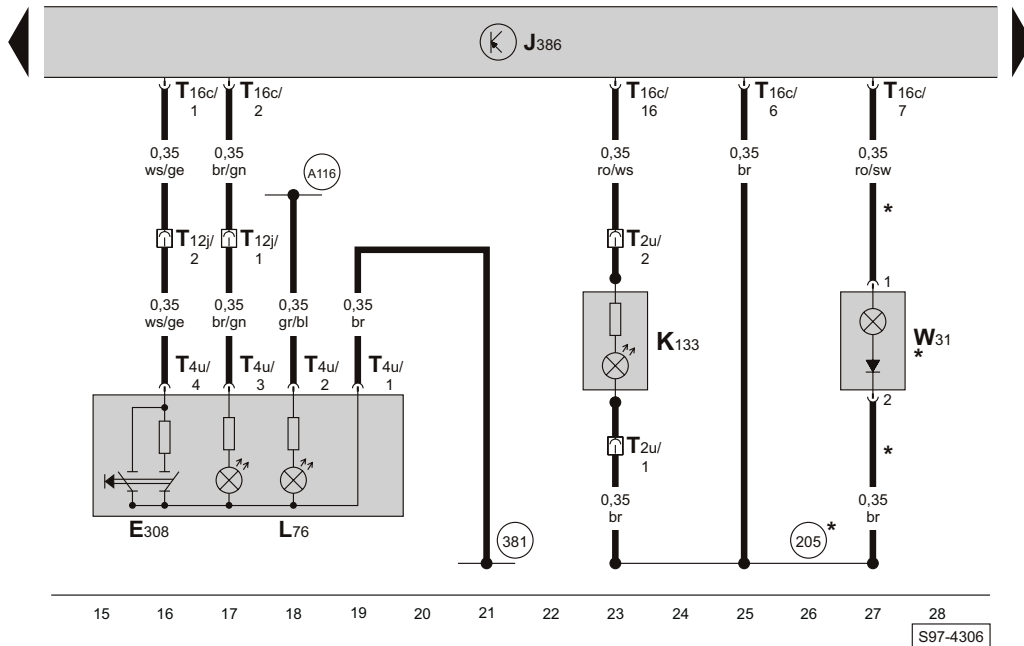 J386
T16c/ T16c/ T16c/ T16c/ T16c/
1 2 16 6 7
0,35 0,35 0,35 0,35 0,35
ws/ge br/gn ro/ws br ro/sw
A116
*
T12j/ T12j/ T2u/
2 1 2
1
0,35 0,35 0,35 0,35
ws/ge br/gn gr/bl br
K133 W31
*
T4u/ T4u/ T4u/ T4u/
4 3 2 1
2
T2u/ *
1
0,35 0,35
br br
E308 L76
381 205 *
15 16 17 18 19 20 21 22 23 24 25 26 27 28
S97-4306